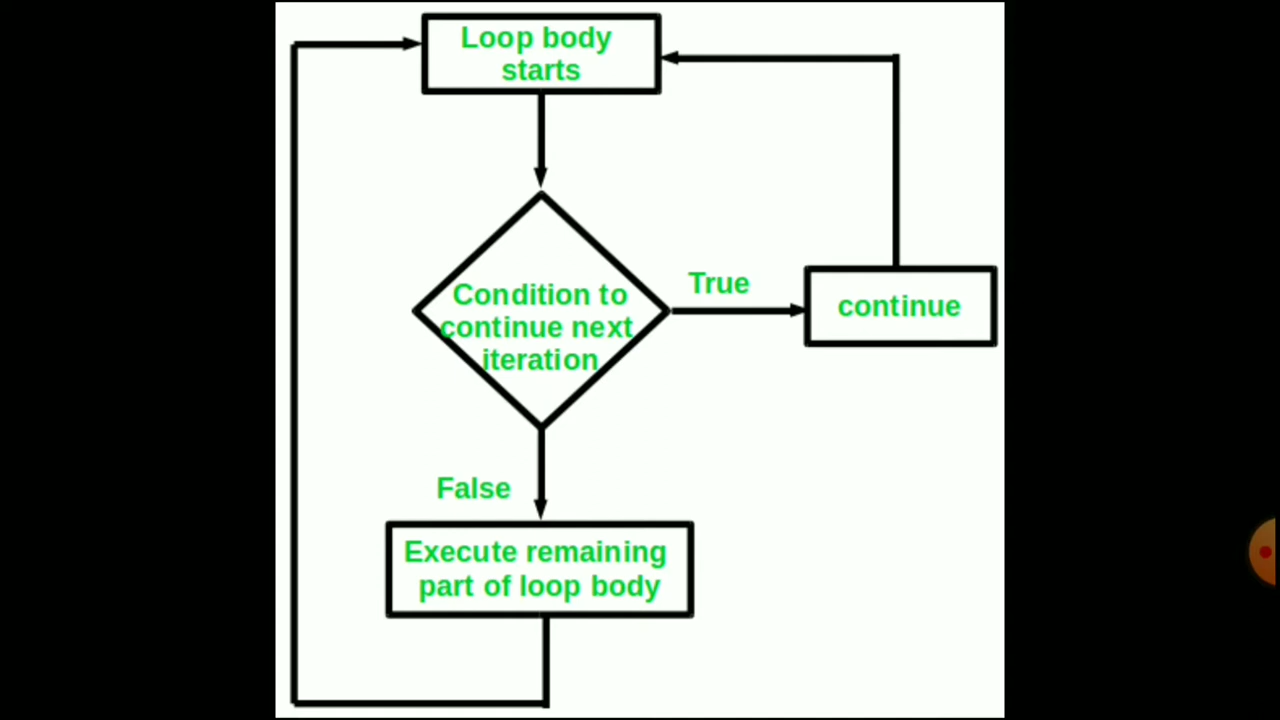 Loop body
starts
Condition to
continue next
iteration
True
continue
False
Execute remaining
part of loop body